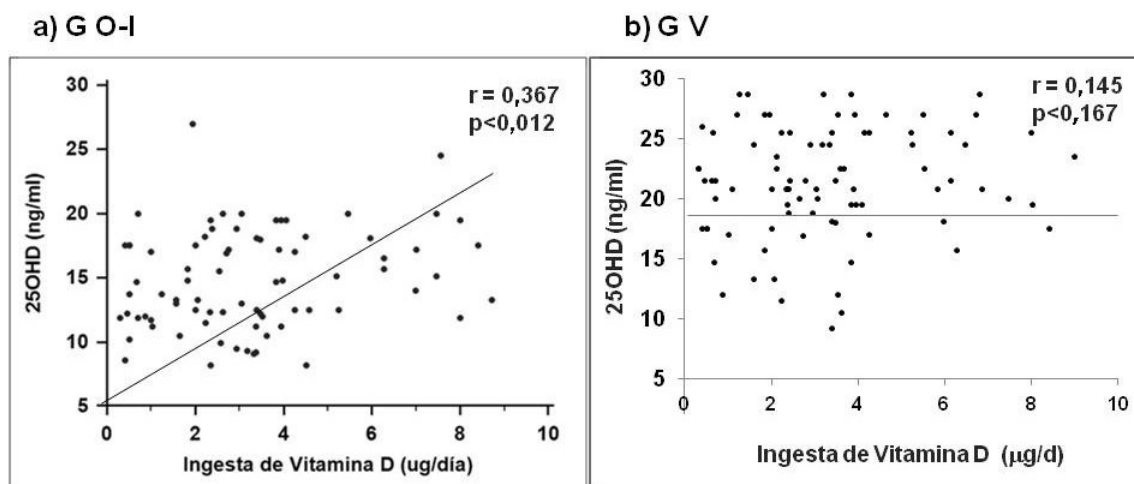 a) G O-I
b) G V
r = 0,367
p<0,012
25OHD (ng/ml)
30
25
20
15
10
5
0
2
4
6
8
10
Ingesta de Vitamina D (ug/día)
r = 0,145
p<0,167
25OHD (ng/ml)
30
25
20
15
10
5
0
2
4
6
8
10
Ingesta de Vitamina D (µg/d)